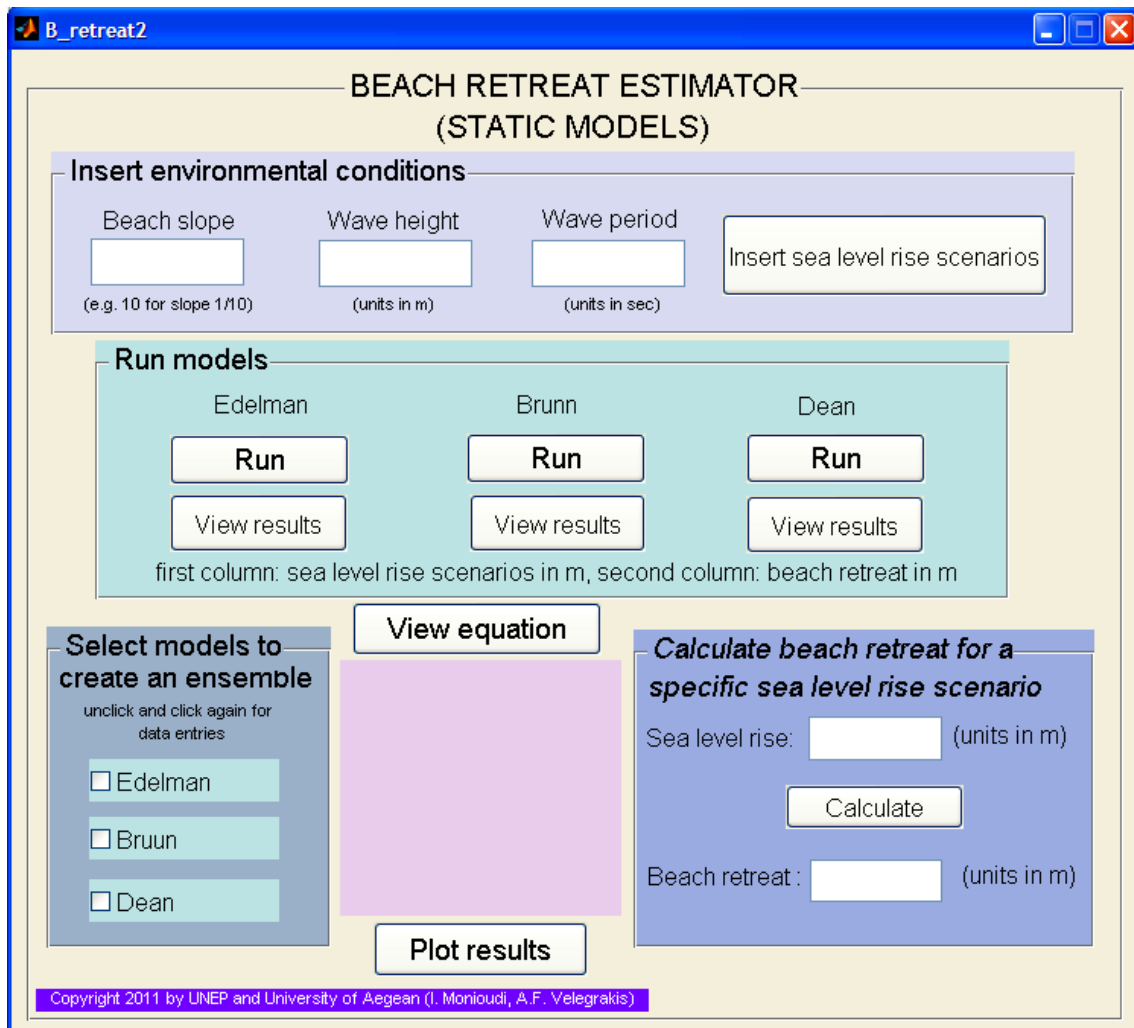 B_retreat2
BEACH RETREAT ESTIMATOR
(STATIC MODELS)
Insert environmental conditions
Beach slope
Wave height
Wave period
Insert sea level rise scenarios
(e.g. 10 for slope 1/10)
(units in m)
(units in sec)
Run models
Edelman
Brunn
Dean
Run
Run
Run
View results
View results
View results
first column: sea level rise scenarios in m, second column: beach retreat in m
View equation
Select models to
create an ensemble
unclick and click again for
data entries
Edelman
Bruun
Dean
Plot results
Calculate beach retreat for a
specific sea level rise scenario
Sea level rise:
(units in m)
Calculate
Beach retreat :
(units in m)
Copyright 2011 by UNEP and University of Aegean (I. Monioudi, A.F. Velegrakis)